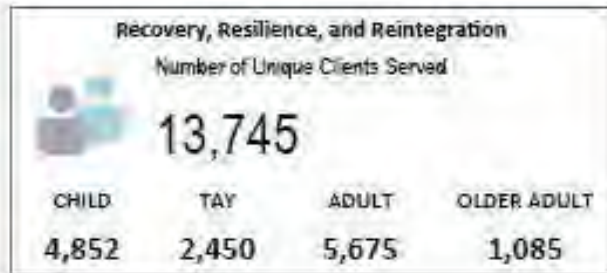 Recovery, Resilience, and Reintegration
Number of Unique Clients Served
13,745
CHILD TAY ADULT OLDER ADULT
4,852 2,450 5,675 1,085